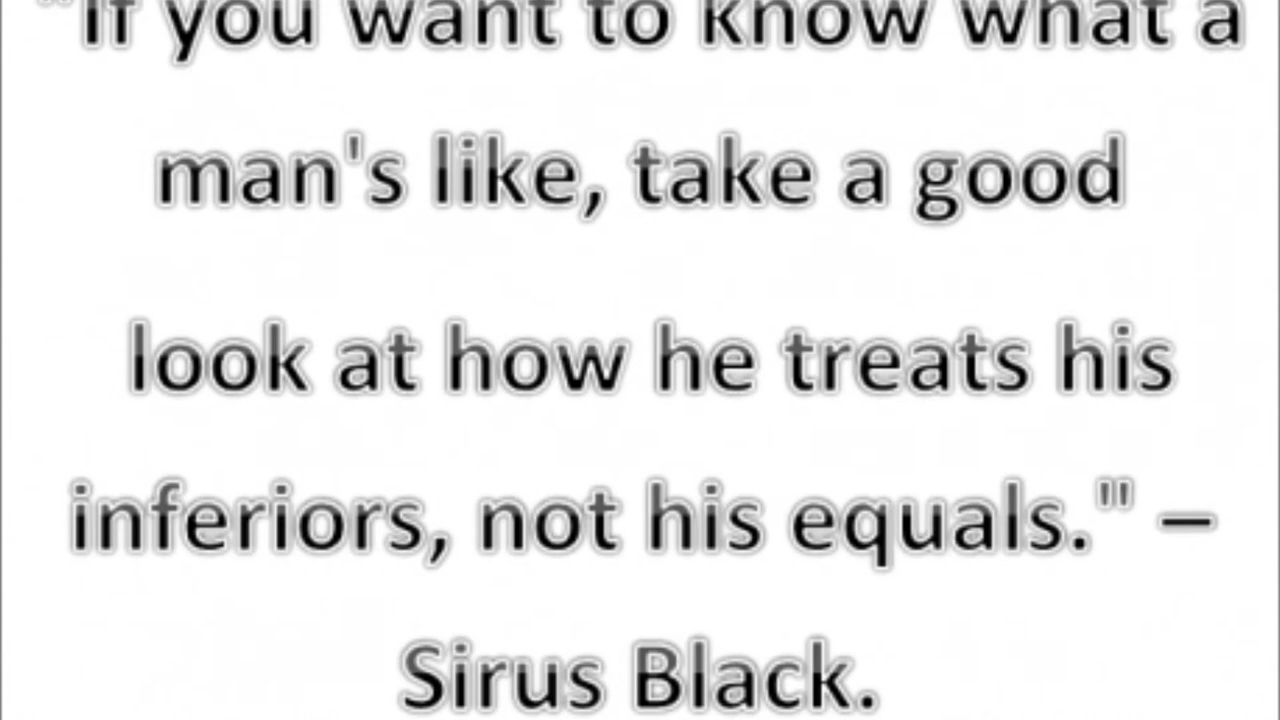 "If you want to know what a
man's like, take a good
look at how he treats his
inferiors, not his equals." –
Sirus Black.